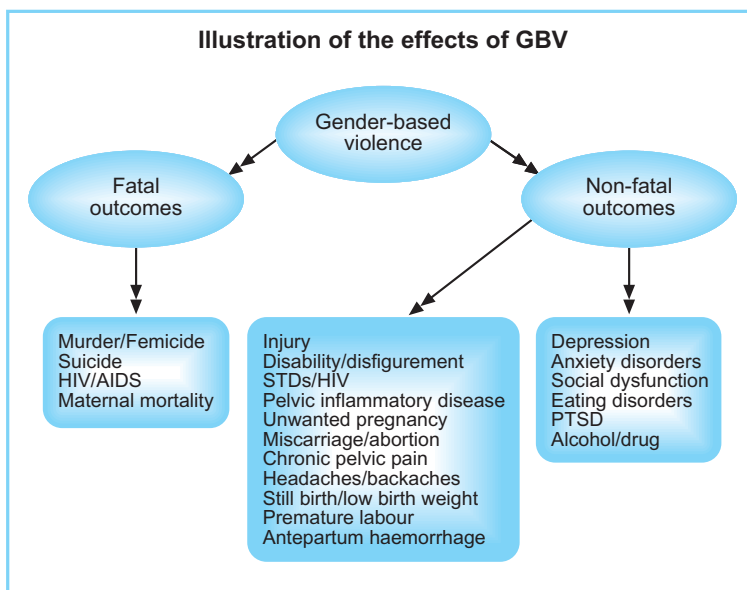 Illustration of the effects of GBV
Gender-based
violence
Fatal
outcomes
Non-fatal
outcomes
Murder/Femicide
Suicide
HIV/AIDS
Maternal mortality
Injury
Disability/disfigurement
STDs/HIV
Pelvic inflammatory disease
Unwanted pregnancy
Miscarriage/abortion
Chronic pelvic pain
Headaches/backaches
Still birth/low birth weight
Premature labour
Antepartum haemorrhage
Depression
Anxiety disorders
Social dysfunction
Eating disorders
PTSD
Alcohol/drug